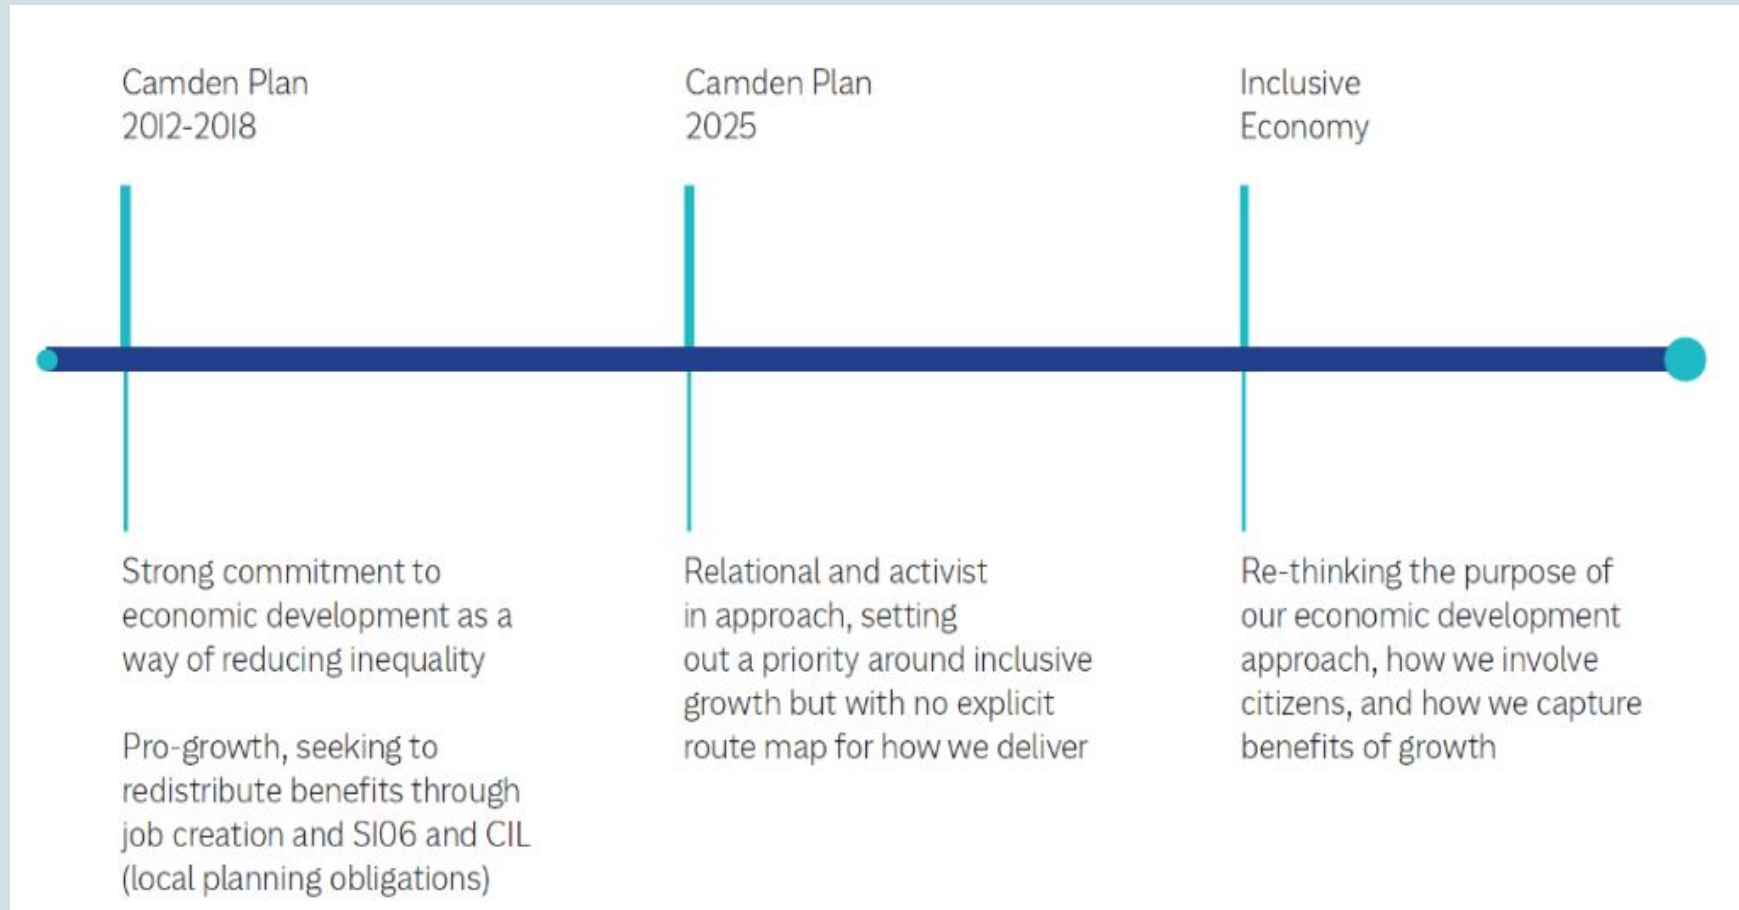 Camden Plan
2012-2018
Camden Plan
2025
Inclusive
Economy
Strong commitment to
economic development as a
way of reducing inequality
Pro-growth, seeking to
redistribute benefits through
job creation and S106 and CIL
(local planning obligations)
Relational and activist
in approach, setting
out a priority around inclusive
growth but with no explicit
route map for how we deliver
Re-thinking the purpose of
our economic development
approach, how we involve
citizens, and how we capture
benefits of growth